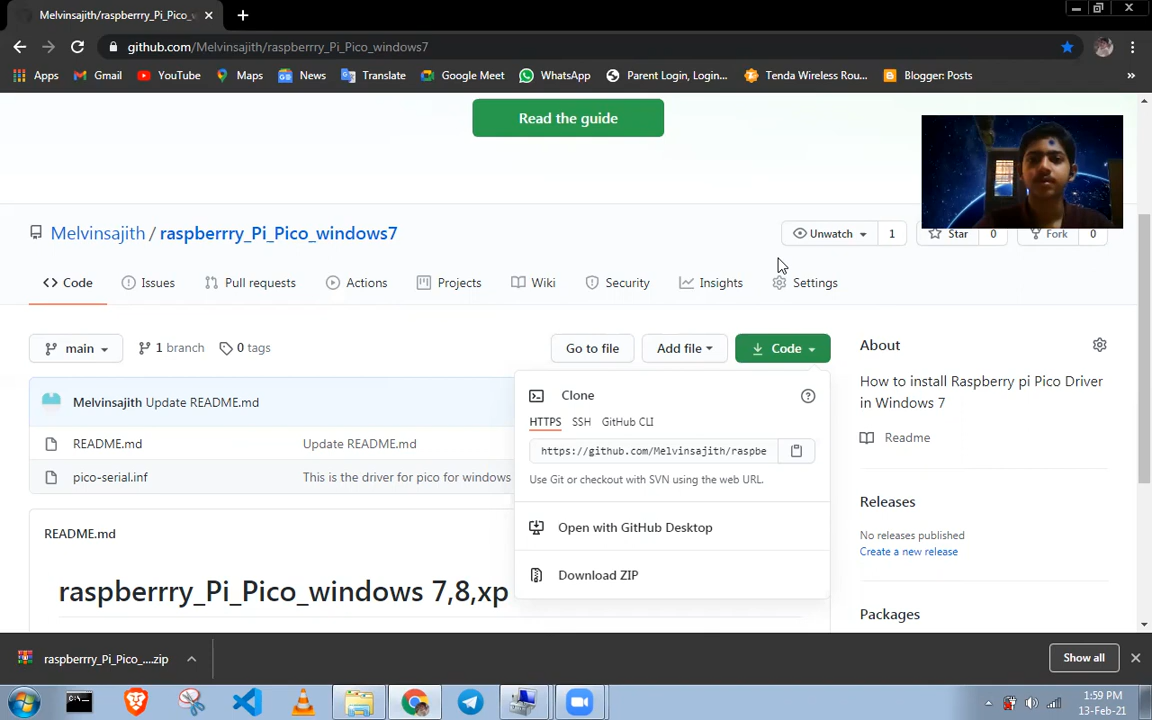 Melvinsajith/raspberrry_Pi_Pico_w
github.com/Melvinsajith/raspberrry_Pi_Pico_windows7
Apps Gmail YouTube Maps News Translate Google Meet WhatsApp Parent Login, Login... Tenda Wireless Rou... Blogger: Posts »
Read the guide
Melvinsajith / raspberrry_Pi_Pico_windows7
Unwatch 1 Star 0 Fork 0
<> Code Issues Pull requests Actions Projects Wiki Security Insights Settings
main 1 branch 0 tags Go to file Add file Code
About
How to install Raspberry pi Pico Driver
in Windows 7
Readme
Releases
No releases published
Create a new release
Packages
Melvinsajith Update README.md
README.md Update README.md
pico-serial.inf This is the driver for pico for windows
README.md
raspberrry_Pi_Pico_windows 7,8,xp
Clone
HTTPS SSH GitHub CLI
https://github.com/Melvinsajith/raspbe
Use Git or checkout with SVN using the web URL.
Open with GitHub Desktop
Download ZIP
raspberrry_Pi_Pico_....zip
Show all
1:59 PM
13-Feb-21